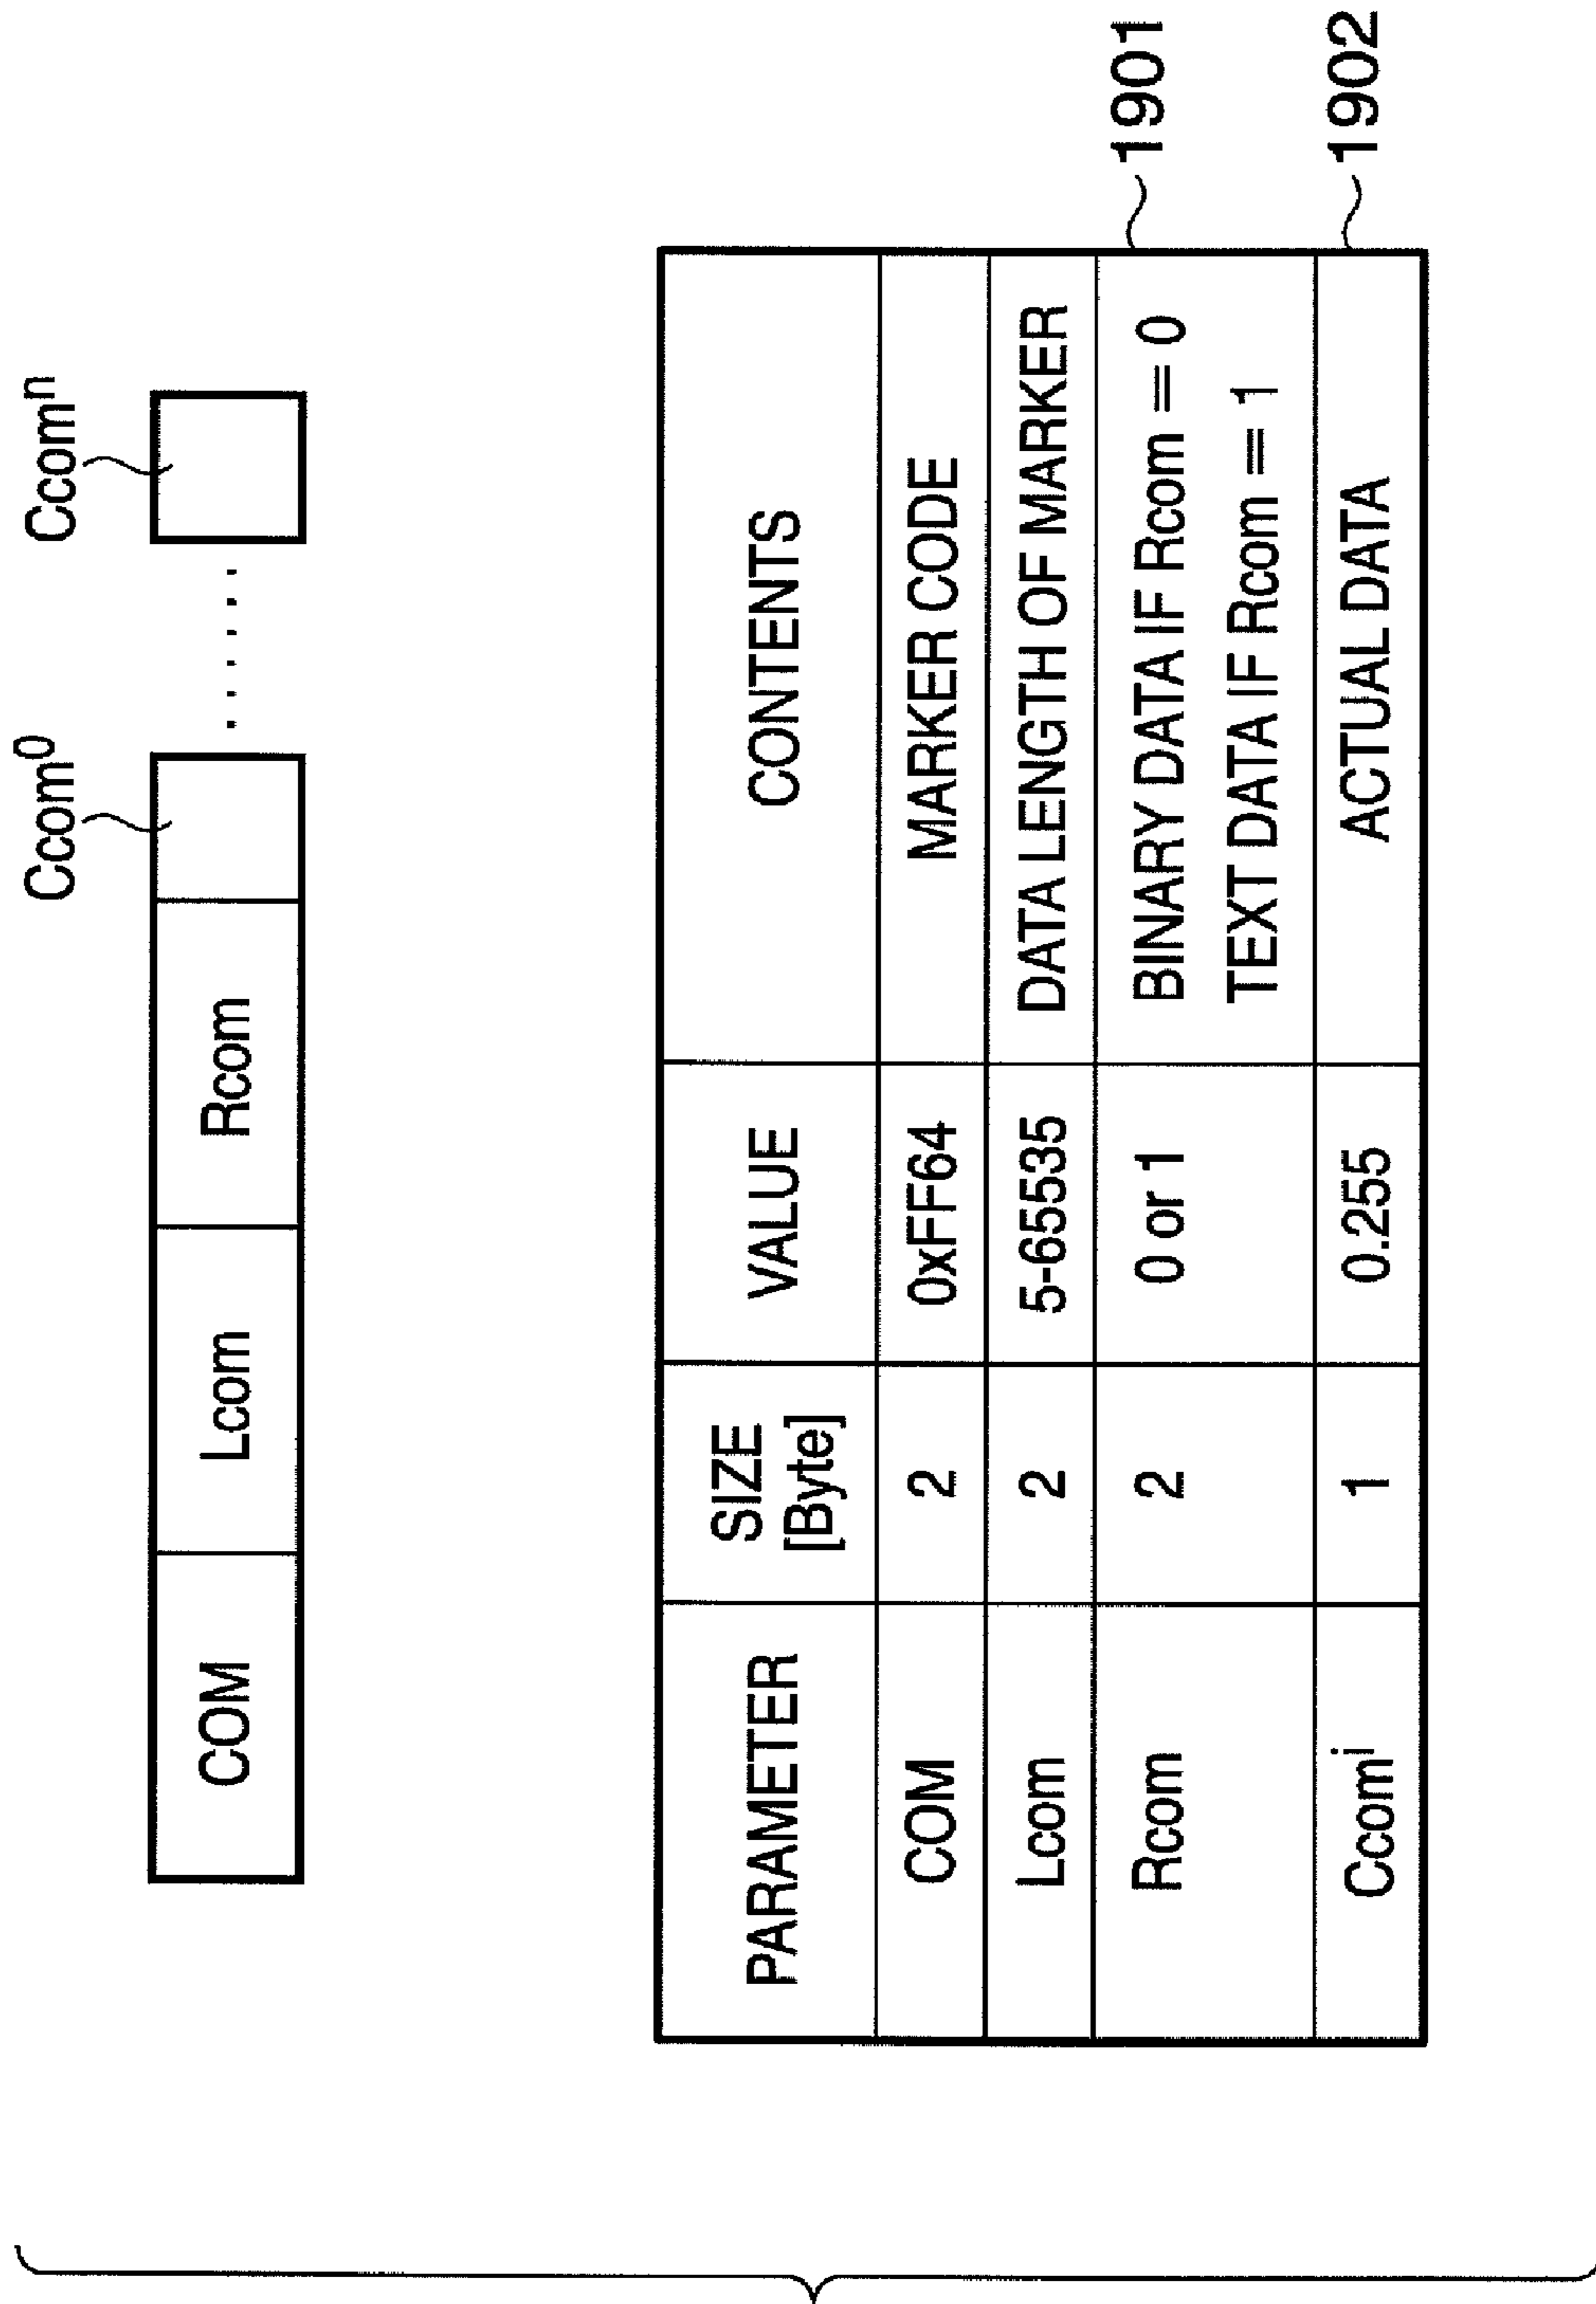 Ccom⁰ Ccomⁿ
COM Lcom Rcom ......
PARAMETER SIZE [Byte] VALUE CONTENTS
COM 2 0xFF64 MARKER CODE
Lcom 2 5-65535 DATA LENGTH OF MARKER
Rcom 2 0 or 1 BINARY DATA IF Rcom = 0
TEXT DATA IF Rcom = 1
1901
Ccomⁱ 1 0.255 ACTUAL DATA
1902